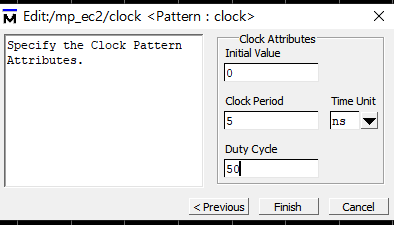 Edit:/mp_ec2/clock <Pattern : clock>
Specify the Clock Pattern
Attributes.
Clock Attributes
Initial Value
0
Clock Period
Time Unit
5
ns
Duty Cycle
50
< Previous
Finish
Cancel